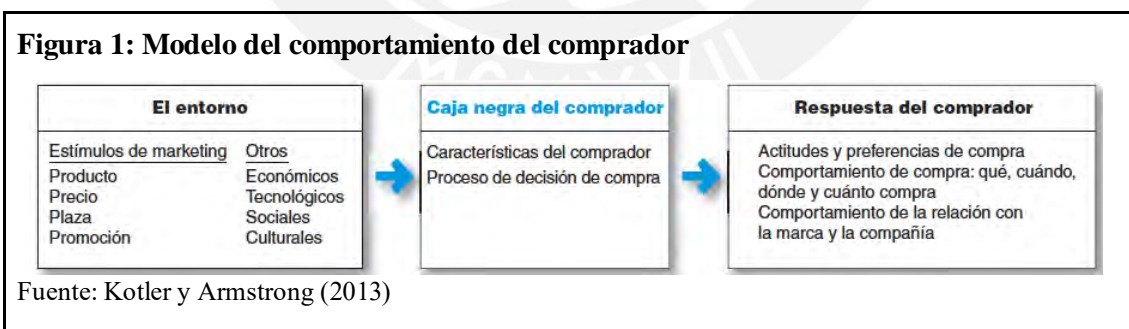 Figura 1: Modelo del comportamiento del comprador
El entorno
Estímulos de marketing
Producto
Precio
Plaza
Promoción
Otros
Económicos
Tecnológicos
Sociales
Culturales
Caja negra del comprador
Características del comprador
Proceso de decisión de compra
Respuesta del comprador
Actitudes y preferencias de compra
Comportamiento de compra: qué, cuándo,
dónde y cuánto compra
Comportamiento de la relación con
la marca y la compañía
Fuente: Kotler y Armstrong (2013)